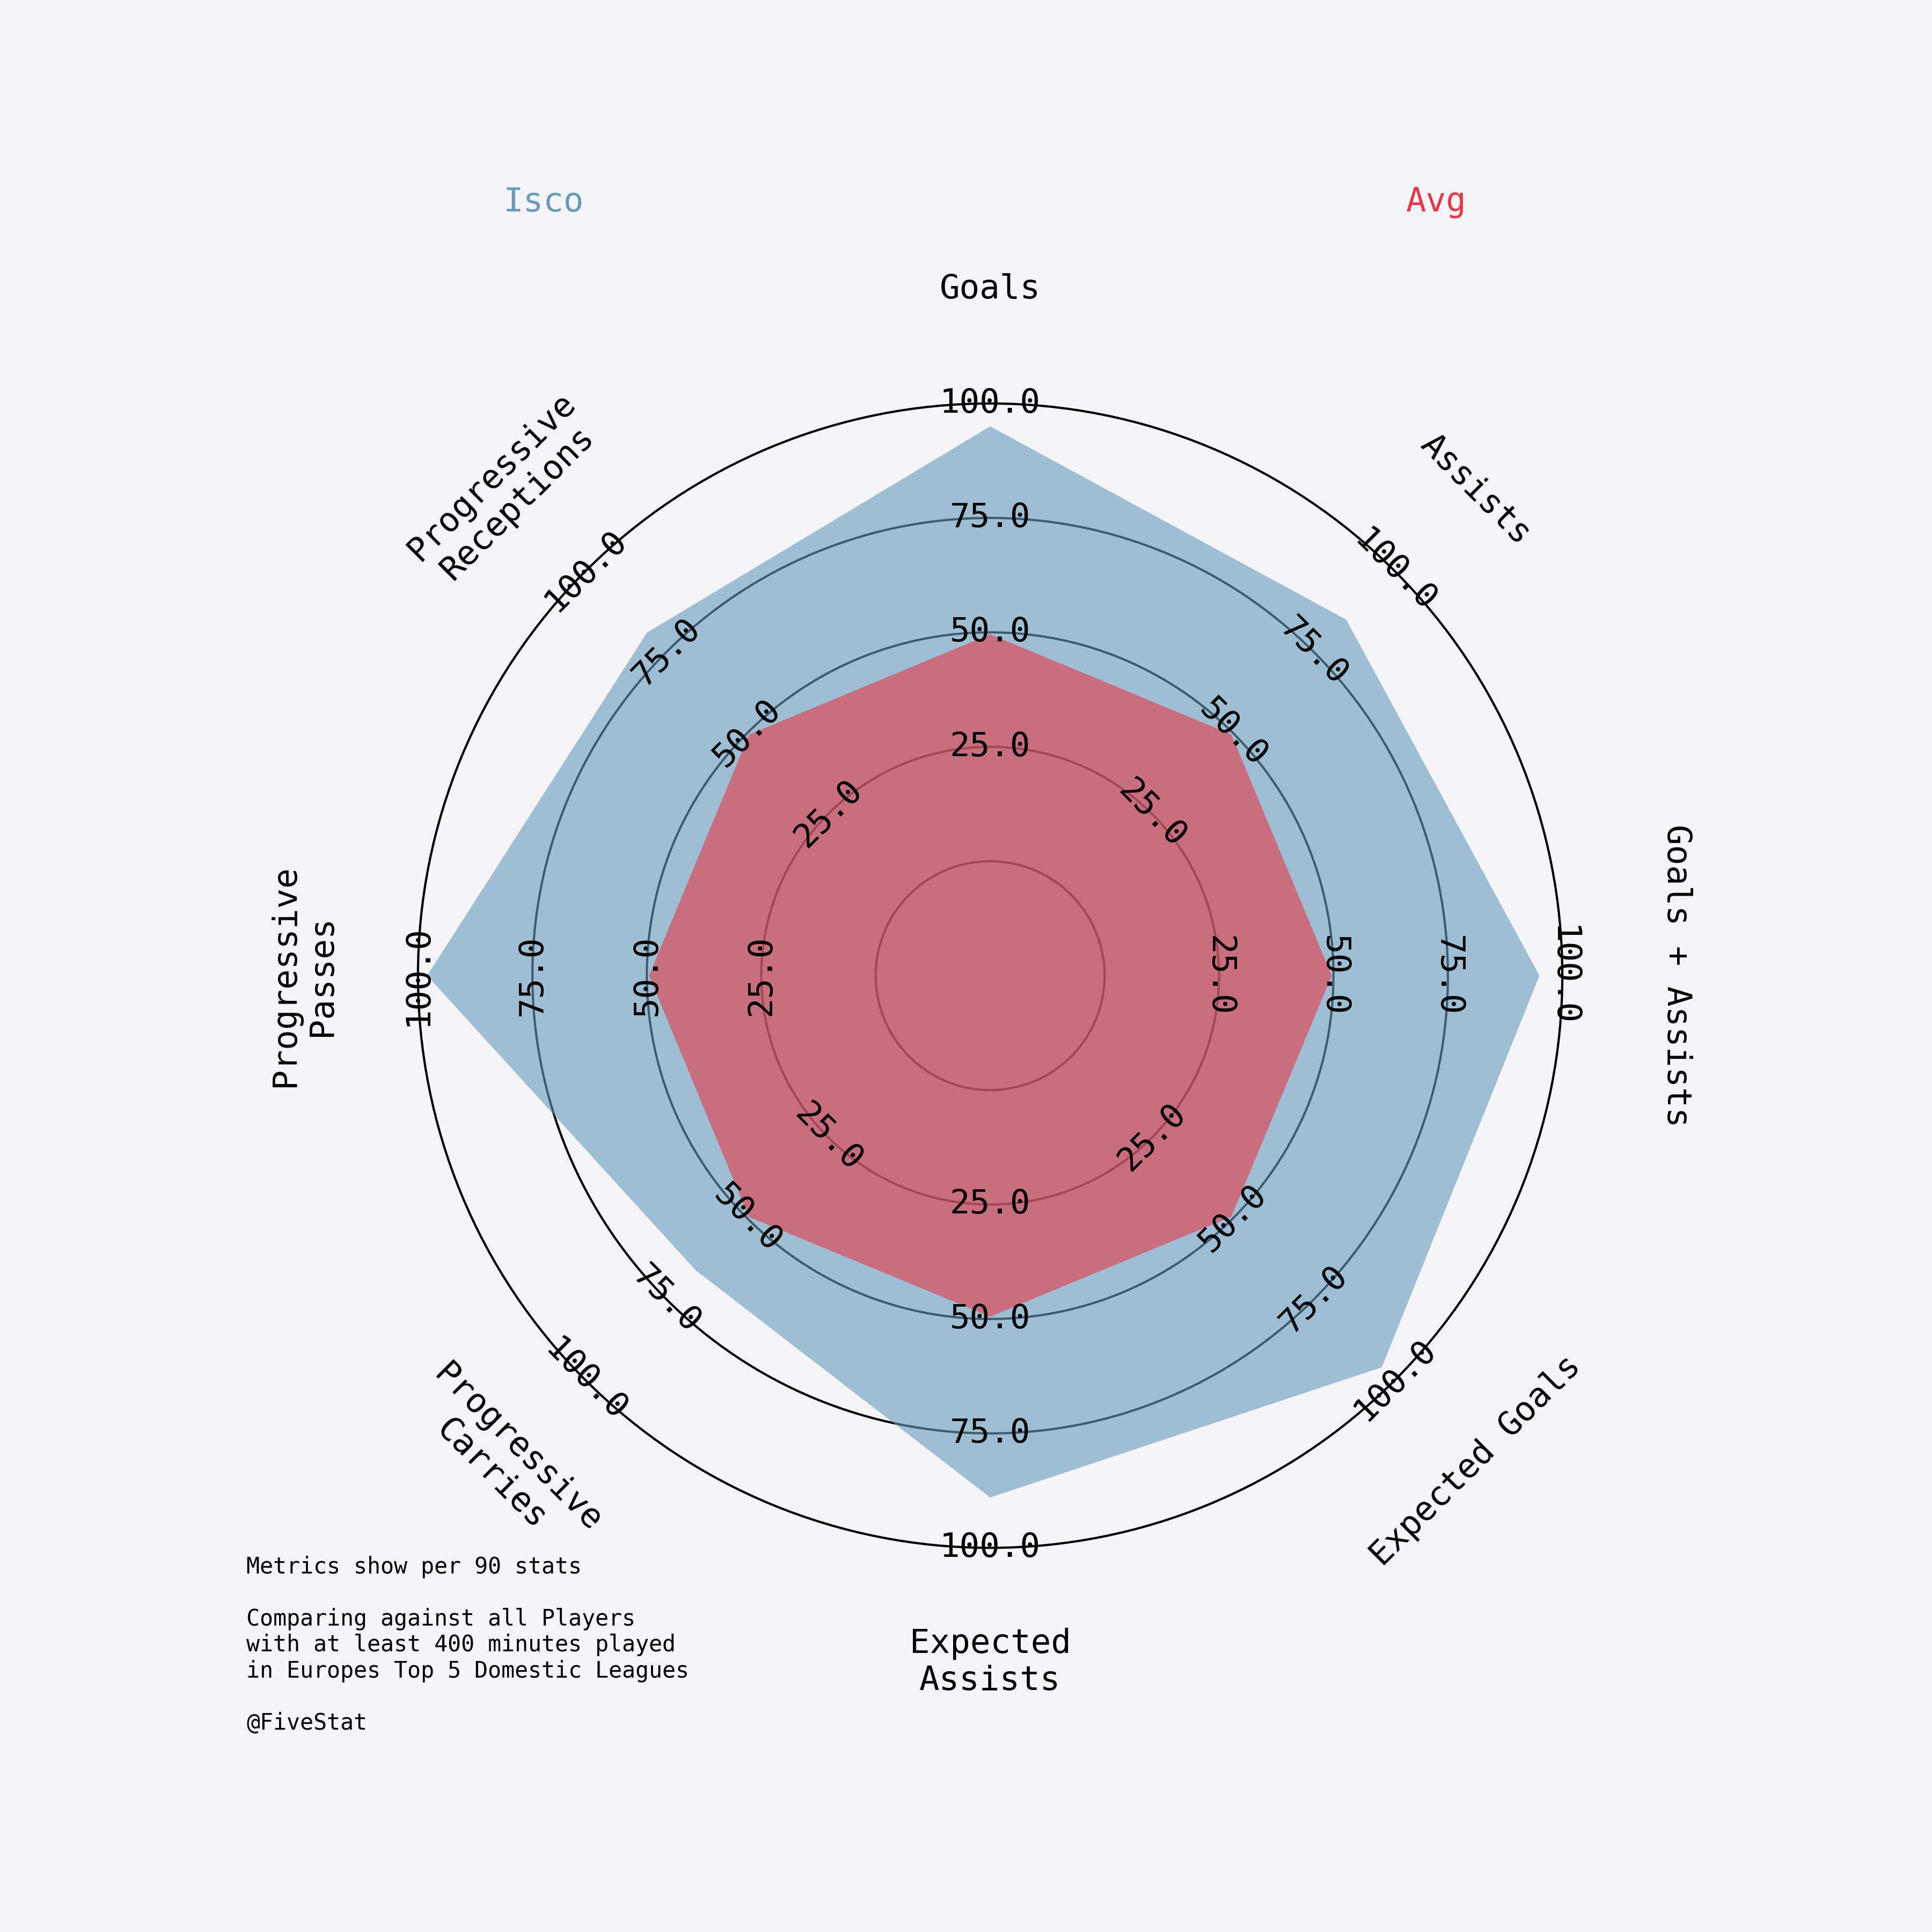 Isco
Avg
Goals
Progressive
Receptions
Assists
100.0
75.0
50.0
25.0
100.0
75.0
50.0
25.0
100.0
75.0
50.0
25.0
Progressive
Passes
100.0
75.0
50.0
25.0
25.0
50.0
75.0
100.0
Goals + Assists
25.0
50.0
75.0
100.0
25.0
50.0
75.0
100.0
25.0
50.0
75.0
100.0
Progressive
Carries
Expected Goals
Expected
Assists
Metrics show per 90 stats
Comparing against all Players
with at least 400 minutes played
in Europes Top 5 Domestic Leagues
@FiveStat